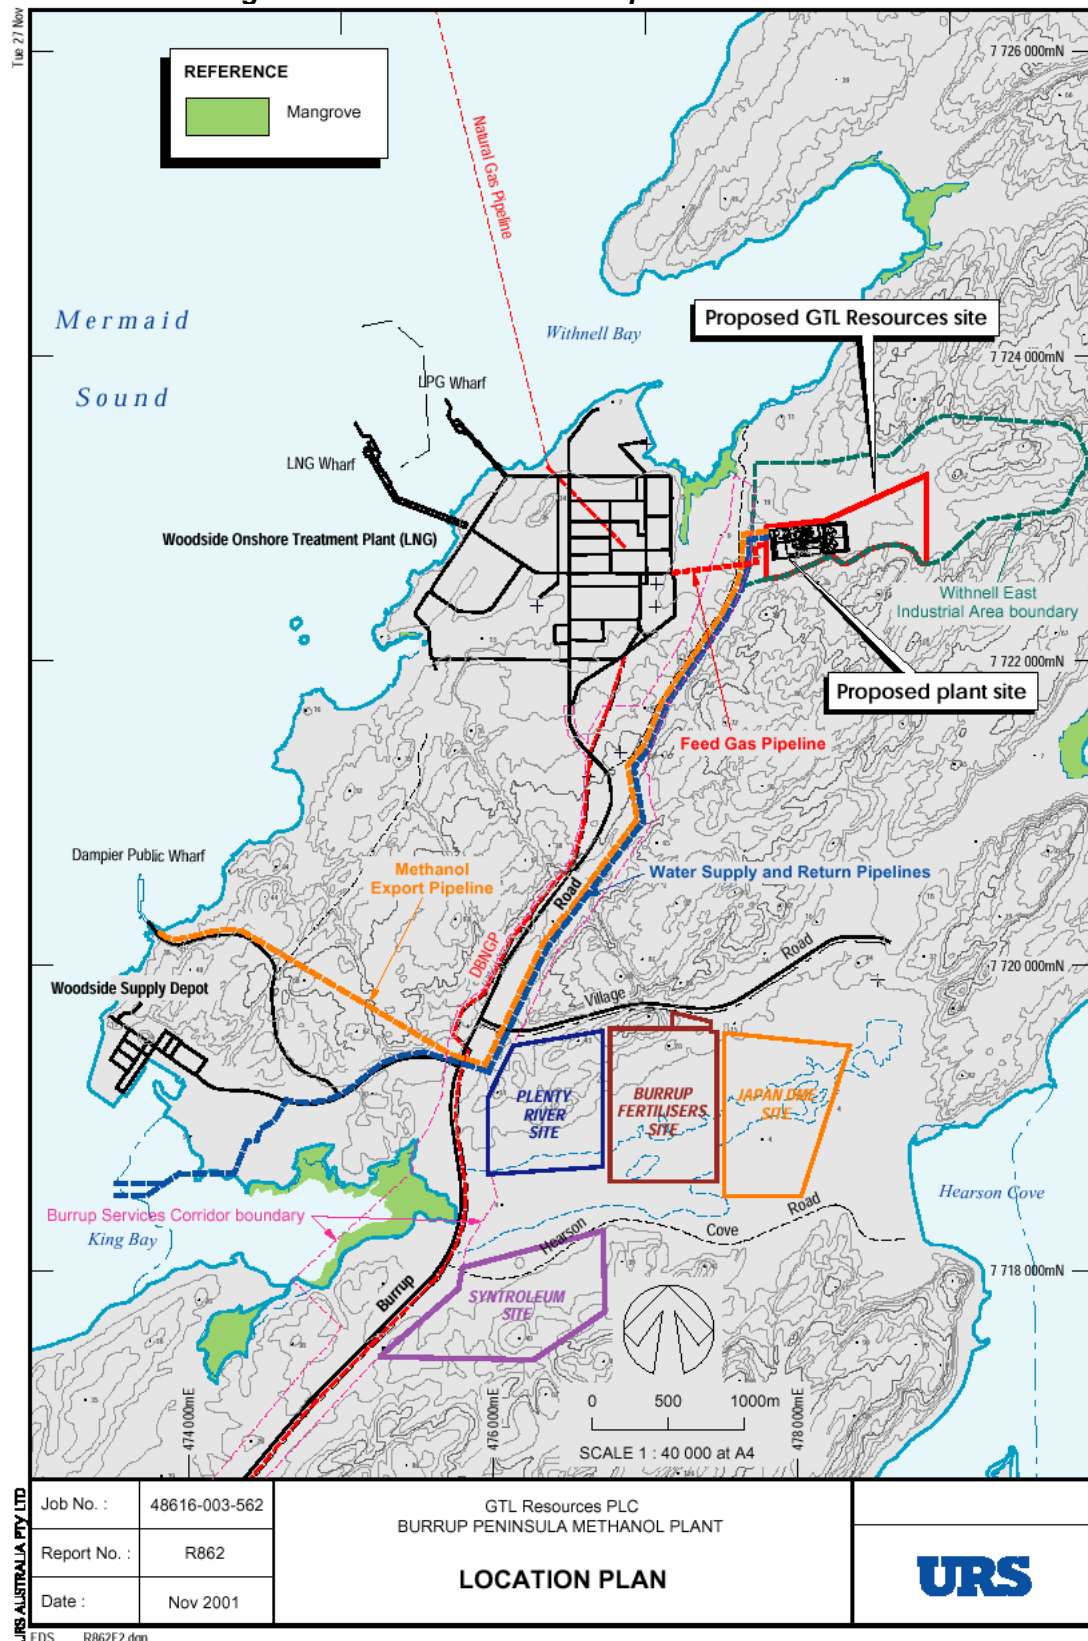 Tue 27 Nov
REFERENCE
Mangrove
7 726 000mN
Natural Gas Pipeline
Mermaid
Sound
Withnell Bay
Proposed GTL Resources site
7 724 000mN
LPG Wharf
LNG Wharf
Woodside Onshore Treatment Plant (LNG)
Withnell East
Industrial Area boundary
7 722 000mN
Proposed plant site
Feed Gas Pipeline
Dampier Public Wharf
Methanol
Export Pipeline
Water Supply and Return Pipelines
Road
DBNGP
Road
Village
7 720 000mN
Woodside Supply Depot
PLENTY
RIVER
SITE
BURRUP
FERTILISERS
SITE
JAPAN DME
SITE
Hearson Cove
Burrup Services Corridor boundary
King Bay
Hearson
Cove
Road
Burrup
7 718 000mN
SYNTROLEUM
SITE
474 000mE
476 000mE
478 000mE
0 500 1000m
SCALE 1 : 40 000 at A4
URS AUSTRALIA PTY LTD
Job No. : 48616-003-562
Report No. : R862
Date : Nov 2001
GTL Resources PLC
BURRUP PENINSULA METHANOL PLANT
LOCATION PLAN
URS
EDS R862F2.dgn